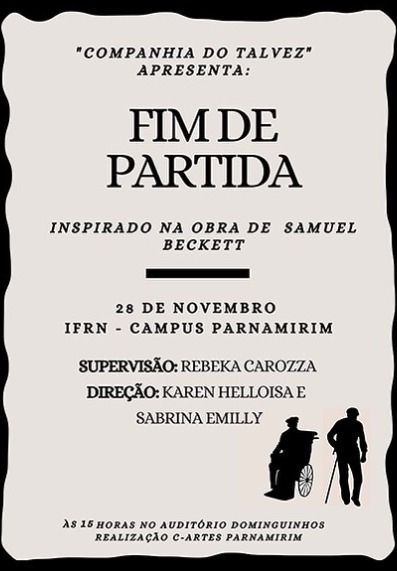 "COMPANHIA DO TALVEZ"
APRESENTA:
FIM DE
PARTIDA
INSPIRADO NA OBRA DE SAMUEL
BECKETT
28 DE NOVEMBRO
IFRN - CAMPUS PARNAMIRIM
SUPERVISÃO: REBEKA CAROZZA
DIREÇÃO: KAREN HELLOISA E
SABRINA EMILLY
ÀS 15 HORAS NO AUDITÓRIO DOMINGUINHOS
REALIZAÇÃO C-ARTES PARNAMIRIM